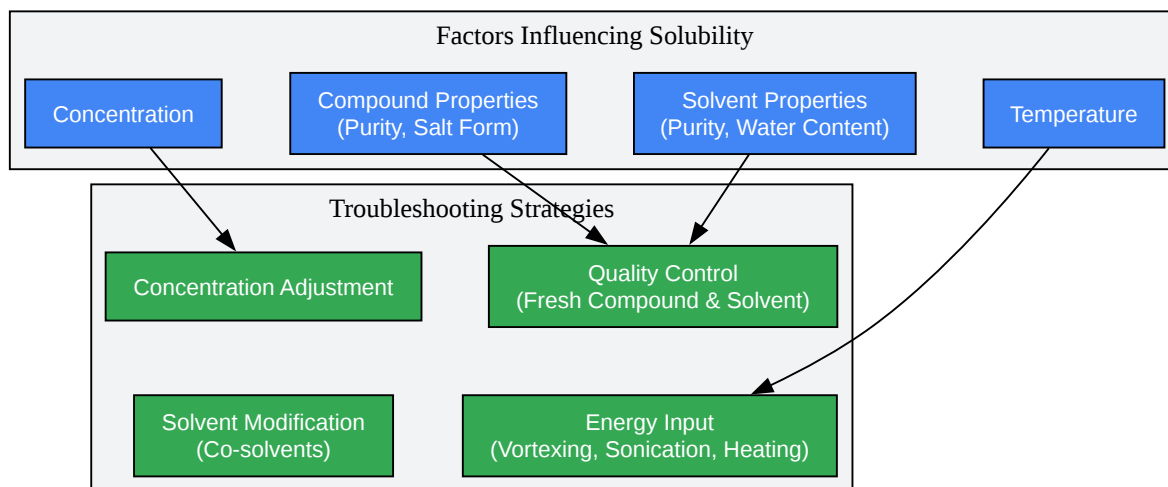 Factors Influencing Solubility
Concentration
Compound Properties
(Purity, Salt Form)
Solvent Properties
(Purity, Water Content)
Temperature
Troubleshooting Strategies
Concentration Adjustment
Quality Control
(Fresh Compound & Solvent)
Solvent Modification
(Co-solvents)
Energy Input
(Vortexing, Sonication, Heating)